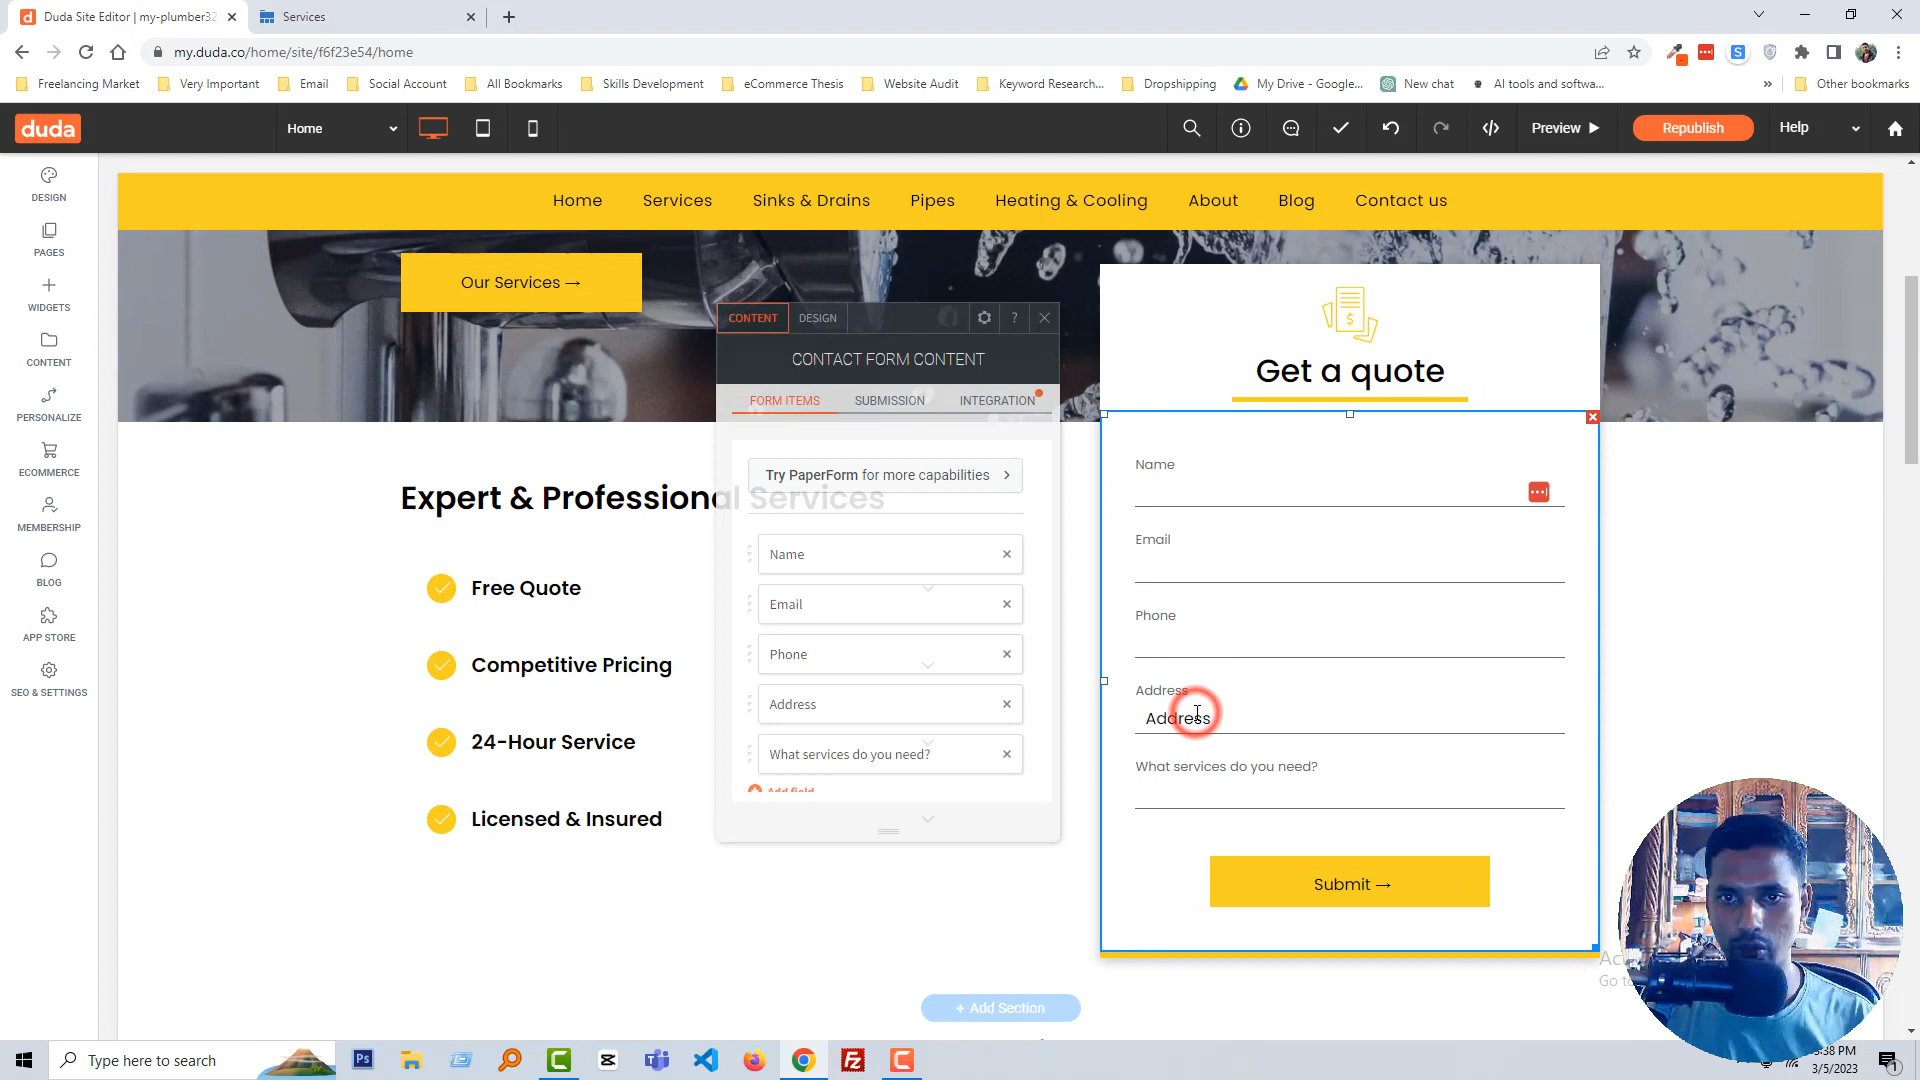 Duda Site Editor | my-plumber32
Services
my.duda.co/home/site/f6f23e54/home
Freelancing Market
Very Important
Email
Social Account
All Bookmarks
Skills Development
eCommerce Thesis
Website Audit
Keyword Research...
Dropshipping
My Drive - Google...
New chat
AI tools and softwa...
Other bookmarks
duda
Home
Preview
Republish
Help
DESIGN
PAGES
WIDGETS
CONTENT
PERSONALIZE
ECOMMERCE
MEMBERSHIP
BLOG
APP STORE
SEO & SETTINGS
Home
Services
Sinks & Drains
Pipes
Heating & Cooling
About
Blog
Contact us
Our Services →
Expert & Professional Services
Free Quote
Competitive Pricing
24-Hour Service
Licensed & Insured
CONTENT
DESIGN
?
CONTACT FORM CONTENT
FORM ITEMS
SUBMISSION
INTEGRATION
Try PaperForm for more capabilities
Name
Email
Phone
Address
What services do you need?
Add field
$
Get a quote
Name
Email
Phone
Address
Address
What services do you need?
Submit →
+ Add Section
Go to
Type here to search
3/5/2023